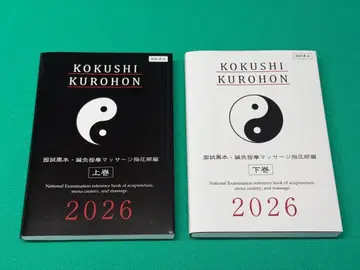 KOKUSHI
KUROHON
国試黒本・鍼灸按摩マッサージ指圧師編
上巻
National Examination reference book of acupuncture,
moxa cautery, and massage.
2026
KOKUSHI
KUROHON
国試黒本・鍼灸按摩マッサージ指圧師編
下巻
National Examination reference book of acupuncture,
moxa cautery, and massage.
2026